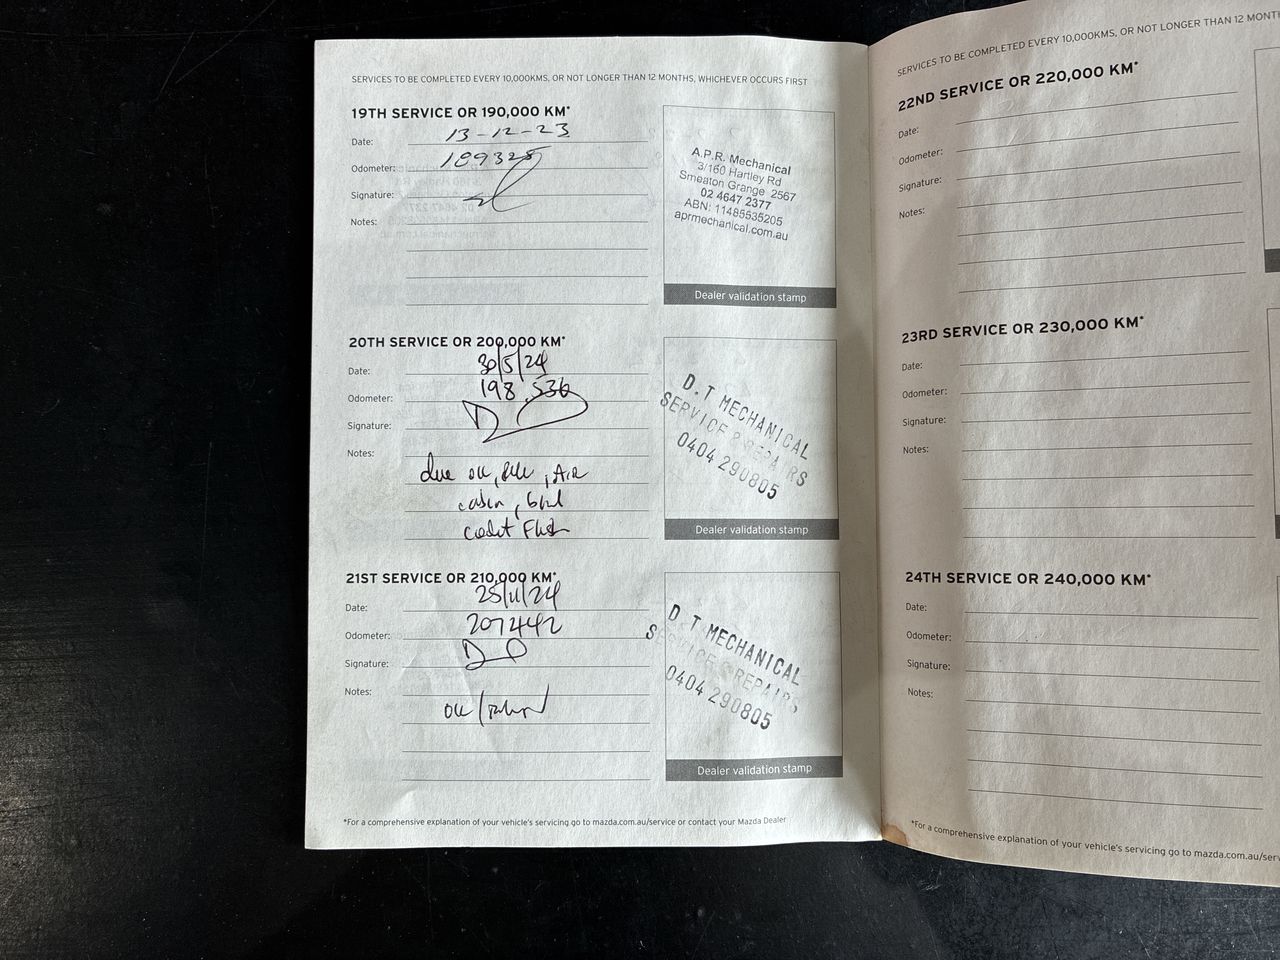 SERVICES TO BE COMPLETED EVERY 10,000KMS, OR NOT LONGER THAN 12 MONTHS, WHICHEVER OCCURS FIRST
19TH SERVICE OR 190,000 KM*
Date: 13-12-23
Odometer: 189328
Signature:
Notes:
A.P.R. Mechanical
3/160 Hartley Rd
Smeaton Grange 2567
02 4647 2377
ABN: 11485535205
aprmechanical.com.au
Dealer validation stamp
20TH SERVICE OR 200,000 KM*
Date: 30/5/24
Odometer: 198,536
Signature:
Notes:
Air
cabin,
Flush
D.T MECHANICAL
SERVICE & REPAIRS
0404 290805
Dealer validation stamp
21ST SERVICE OR 210,000 KM*
Date: 25/11/24
Odometer: 207442
Signature:
Notes:
D T MECHANICAL
SERVICE & REPAIRS
0404 290805
Dealer validation stamp
*For a comprehensive explanation of your vehicle's servicing go to mazda.com.au/service or contact your Mazda Dealer
SERVICES TO BE COMPLETED EVERY 10,000KMS, OR NOT LONGER THAN 12 MONT
22ND SERVICE OR 220,000 KM*
Date:
Odometer:
Signature:
Notes:
23RD SERVICE OR 230,000 KM*
Date:
Odometer:
Signature:
Notes:
24TH SERVICE OR 240,000 KM*
Date:
Odometer:
Signature:
Notes:
*For a comprehensive explanation of your vehicle's servicing go to mazda.com.au/serv